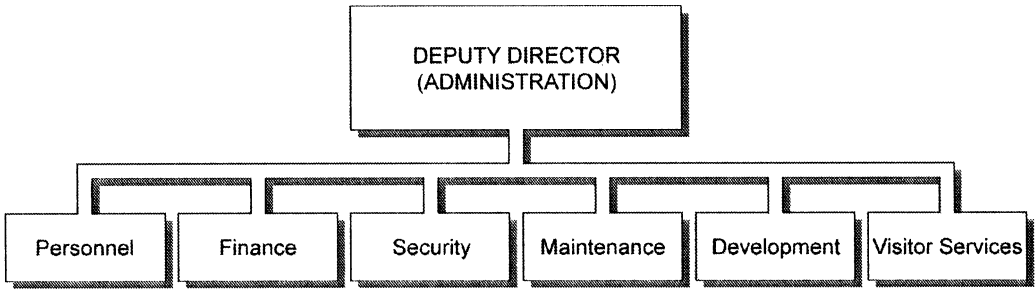 DEPUTY DIRECTOR
(ADMINISTRATION)
Personnel
Finance
Security
Maintenance
Development
Visitor Services